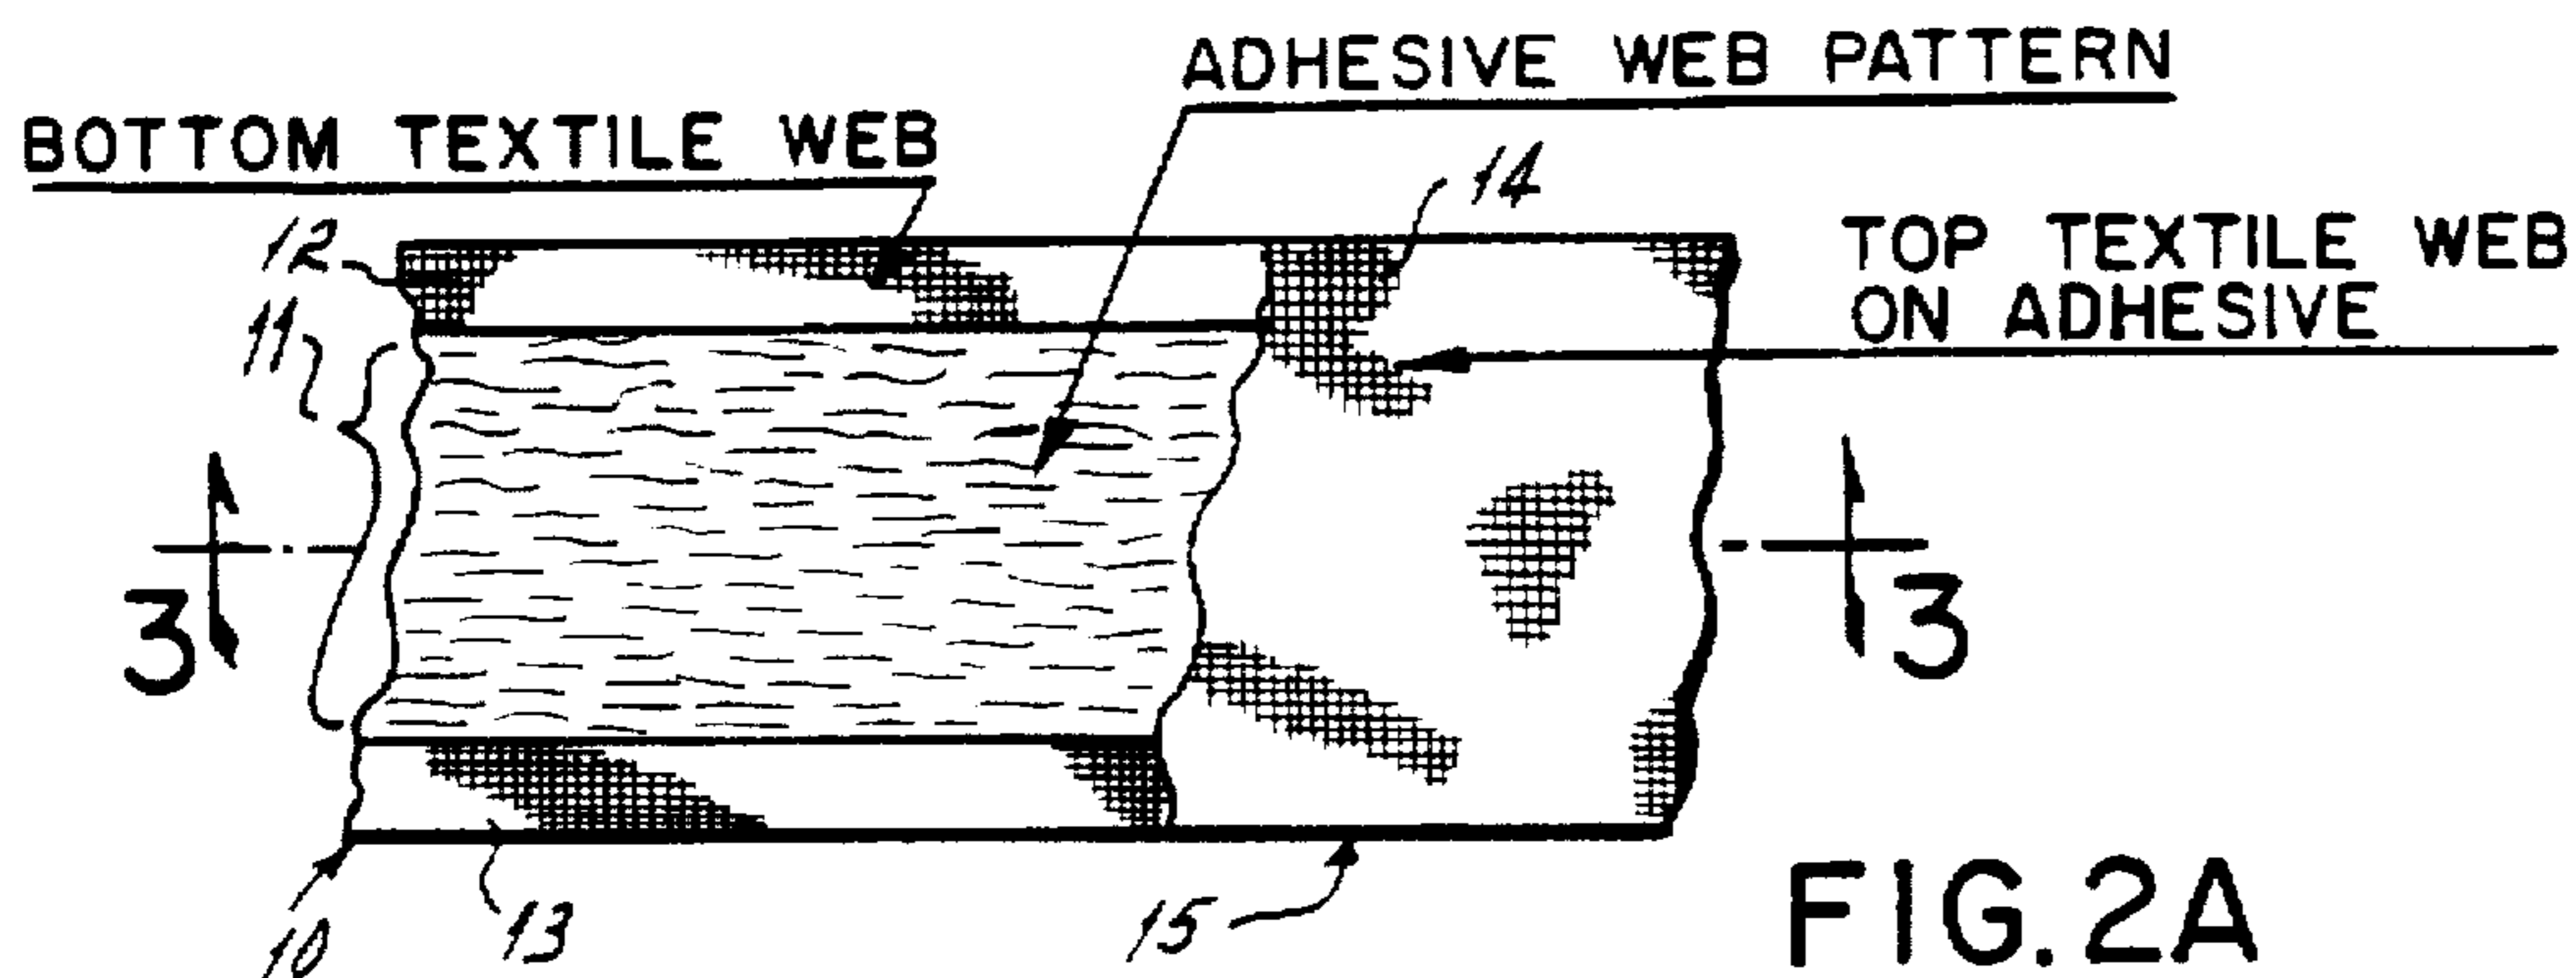 ADHESIVE WEB PATTERN
BOTTOM TEXTILE WEB
14
12
TOP TEXTILE WEB
ON ADHESIVE
11
3
3
10
13
15
FIG. 2A